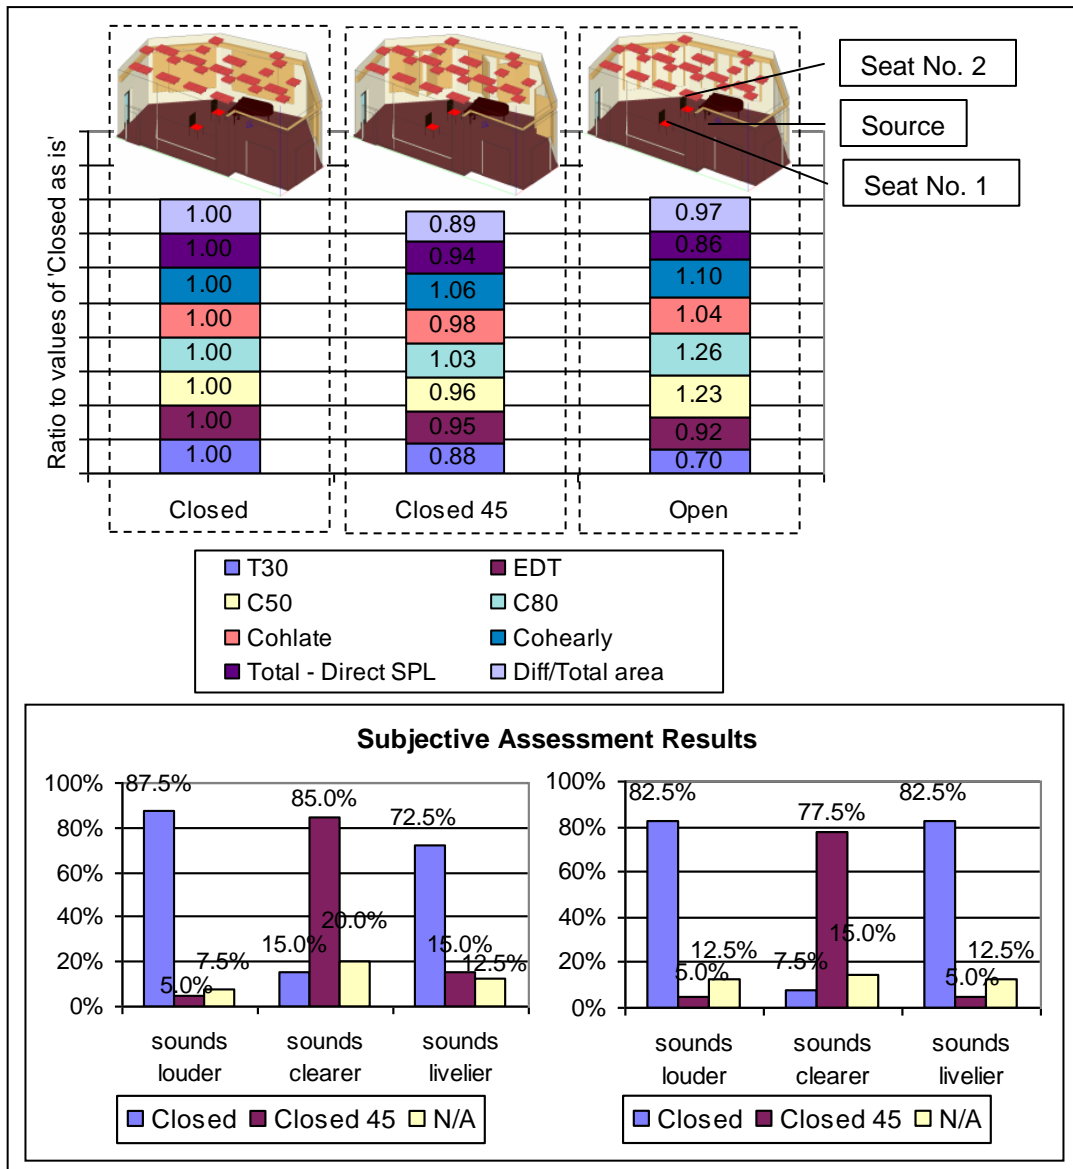 Seat No. 2
Source
Seat No. 1
Ratio to values of 'Closed as is'
1.00
0.89
0.97
1.00
0.94
0.86
1.00
1.06
1.10
1.00
0.98
1.04
1.00
1.03
1.26
1.00
0.96
1.23
1.00
0.95
0.92
1.00
0.88
0.70
Closed
Closed 45
Open
T30
EDT
C50
C80
Cohlate
Cohearly
Total - Direct SPL
Diff/Total area
Subjective Assessment Results
100%
80%
60%
40%
20%
0%
87.5%
5.0%
7.5%
15.0%
85.0%
20.0%
72.5%
15.0%
12.5%
sounds louder
sounds clearer
sounds livelier
Closed
Closed 45
N/A
100%
80%
60%
40%
20%
0%
82.5%
5.0%
12.5%
7.5%
77.5%
15.0%
82.5%
5.0%
12.5%
sounds louder
sounds clearer
sounds livelier
Closed
Closed 45
N/A